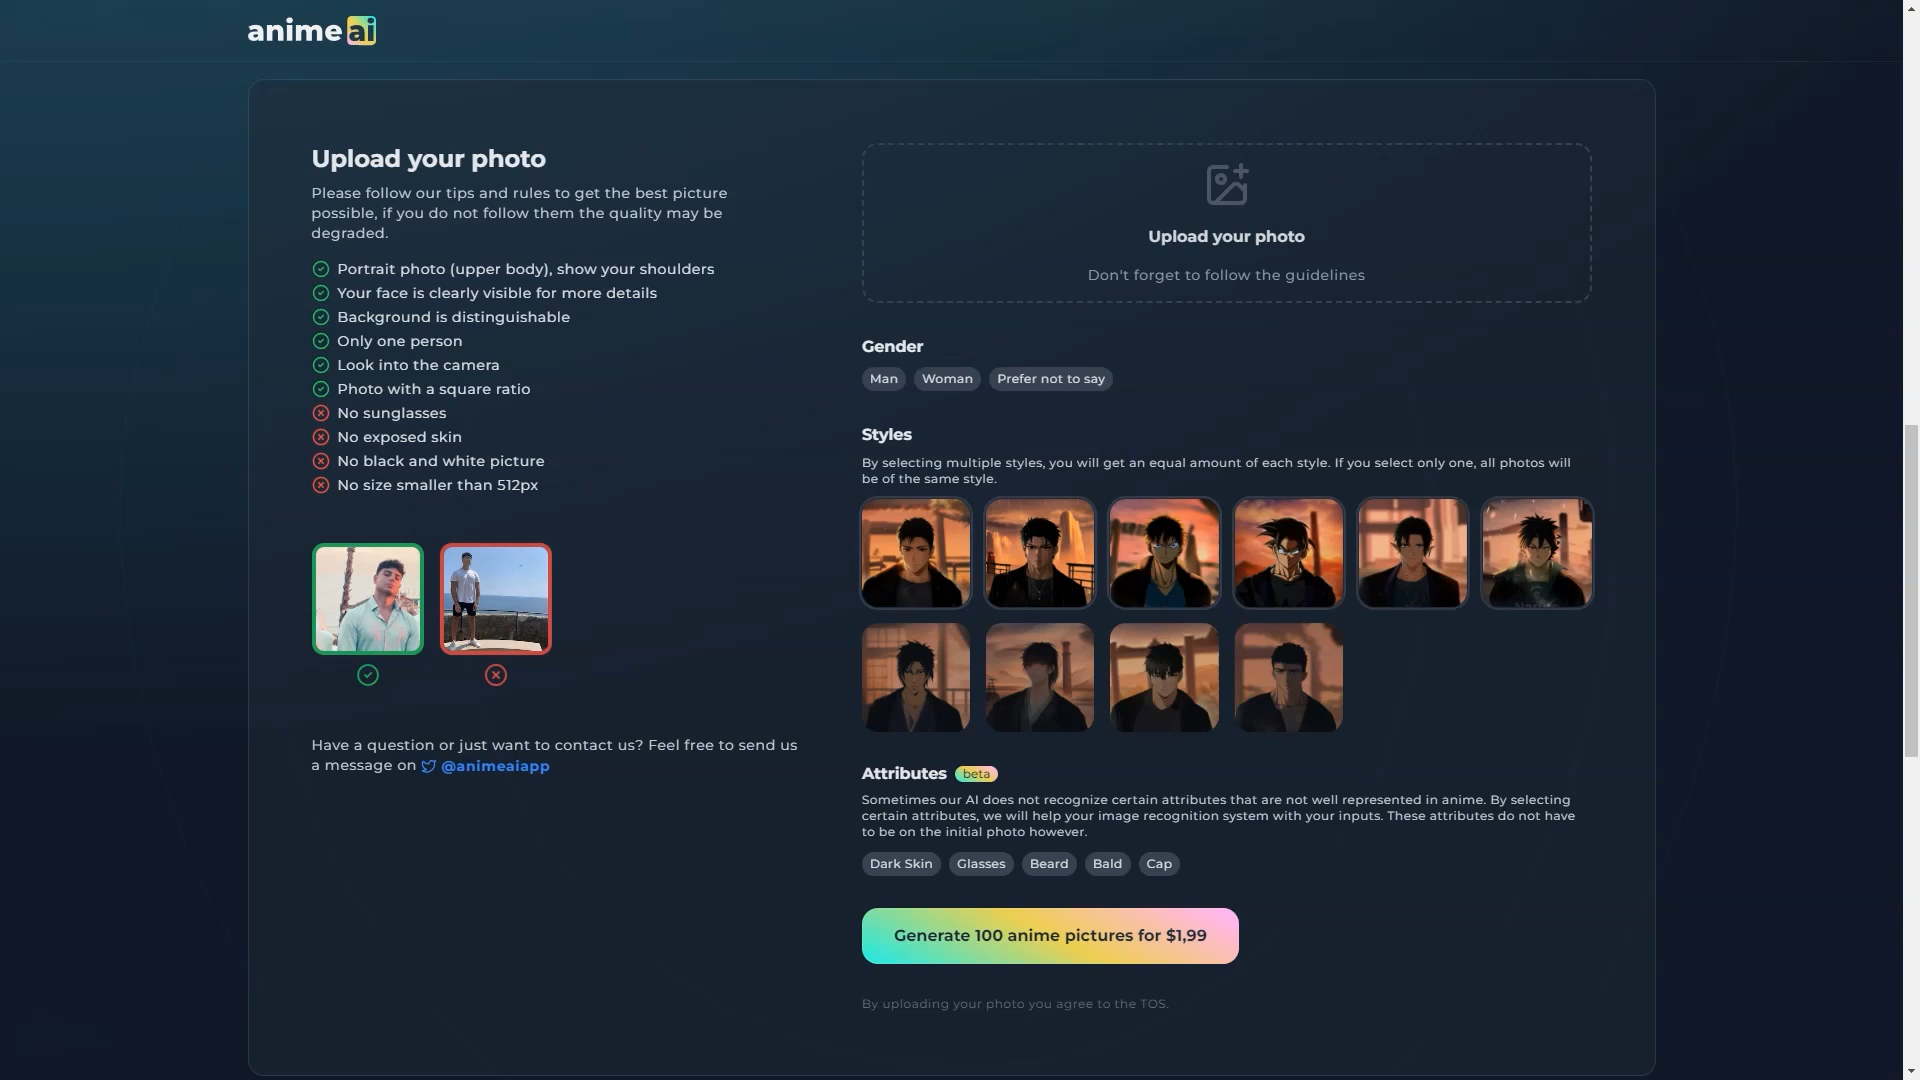 anime ai
Upload your photo
Please follow our tips and rules to get the best picture
possible, if you do not follow them the quality may be
degraded.
Portrait photo (upper body), show your shoulders
Your face is clearly visible for more details
Background is distinguishable
Only one person
Look into the camera
Photo with a square ratio
No sunglasses
No exposed skin
No black and white picture
No size smaller than 512px
Have a question or just want to contact us? Feel free to send us
a message on @animeaiapp
Upload your photo
Don't forget to follow the guidelines
Gender
Man Woman Prefer not to say
Styles
By selecting multiple styles, you will get an equal amount of each style. If you select only one, all photos will
be of the same style.
Attributes beta
Sometimes our AI does not recognize certain attributes that are not well represented in anime. By selecting
certain attributes, we will help your image recognition system with your inputs. These attributes do not have
to be on the initial photo however.
Dark Skin Glasses Beard Bald Cap
Generate 100 anime pictures for $1,99
By uploading your photo you agree to the TOS.